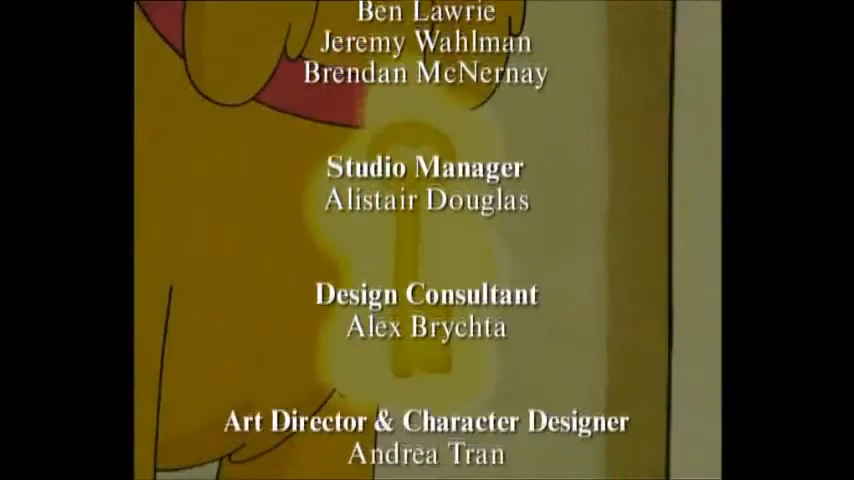 Ben Lawrie
Jeremy Wahlman
Brendan McNernay
Studio Manager
Alistair Douglas
Design Consultant
Alex Brychta
Art Director & Character Designer
Andrea Tran